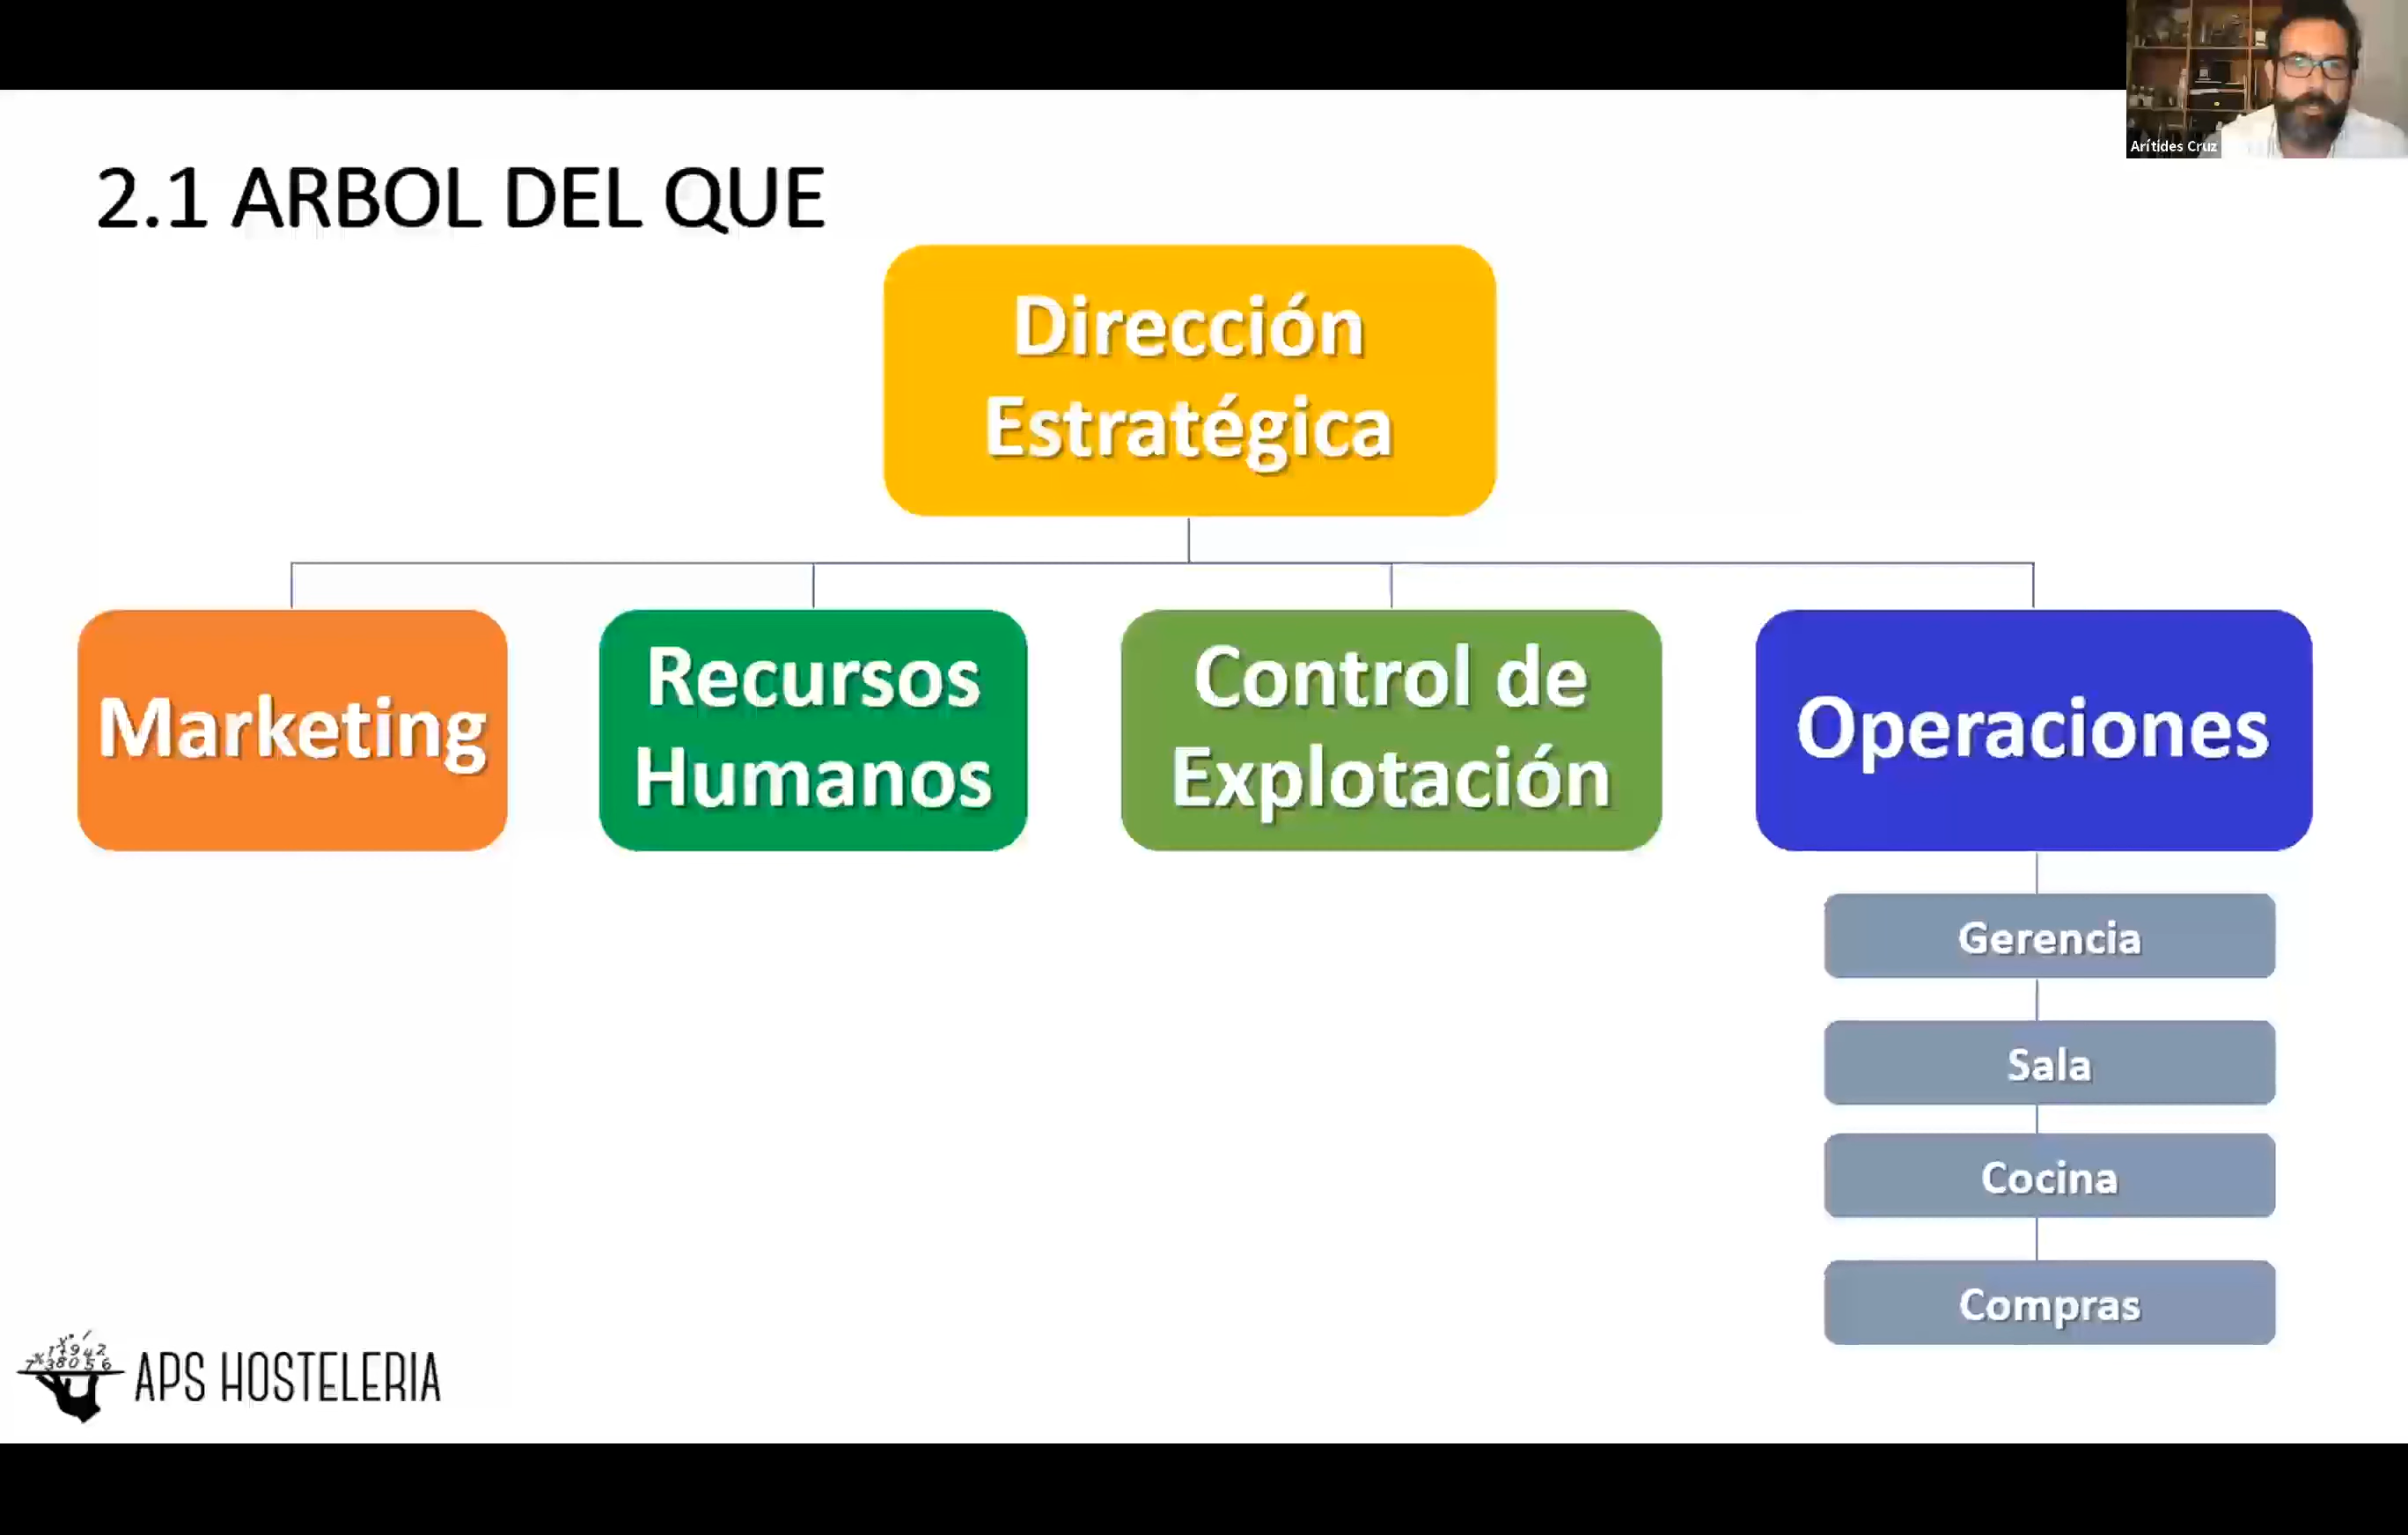 Arítides Cruz
2.1 ARBOL DEL QUE
Dirección
Estratégica
Marketing
Recursos
Humanos
Control de
Explotación
Operaciones
Gerencia
Sala
Cocina
Compras
APS HOSTELERIA